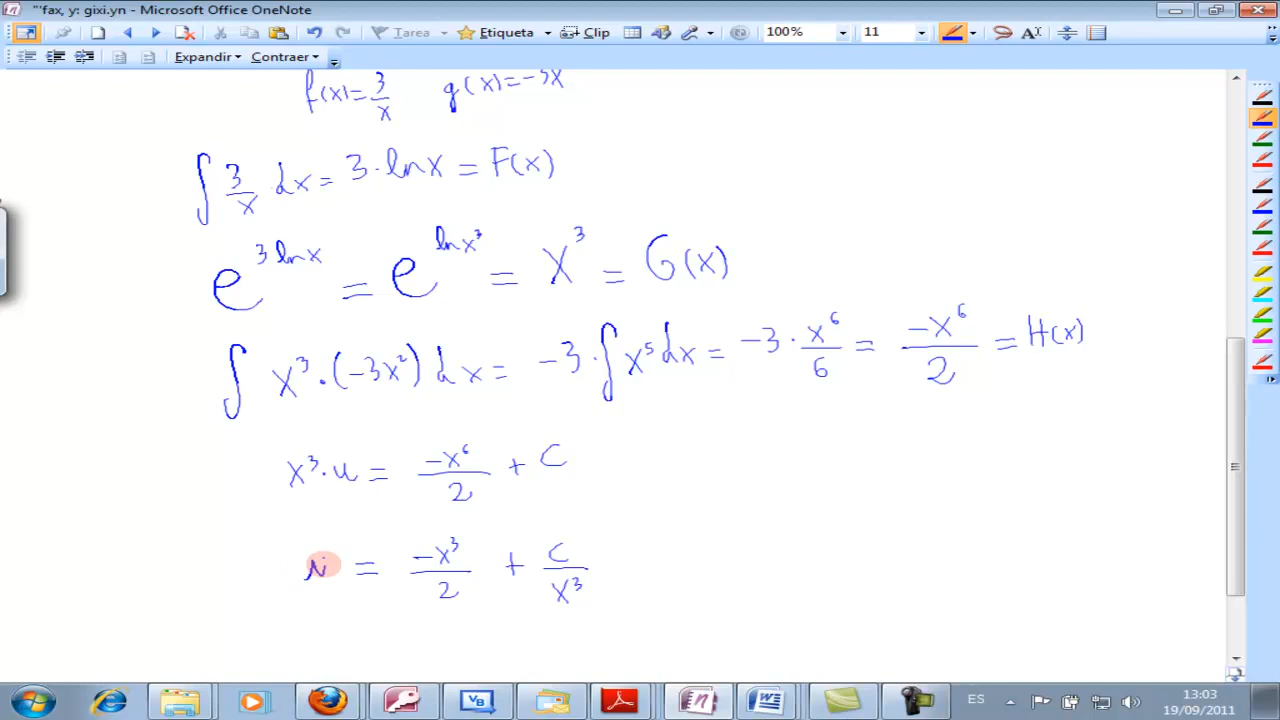 "'fax, y: gixi.yn - Microsoft Office OneNote
Tarea Etiqueta Clip 100% 11
Expandir Contraer
f(x)=3/x g(x)=-3x
∫ 3/x dx = 3·lnx = F(x)
e^(3lnx) = e^(lnx³) = x³ = G(x)
∫ x³·(-3x²)dx = -3·∫x⁵dx = -3·x⁶/6 = -x⁶/2 = H(x)
x³·u = -x⁶/2 + C
u = -x³/2 + C/x³
ES 13:03
19/09/2011